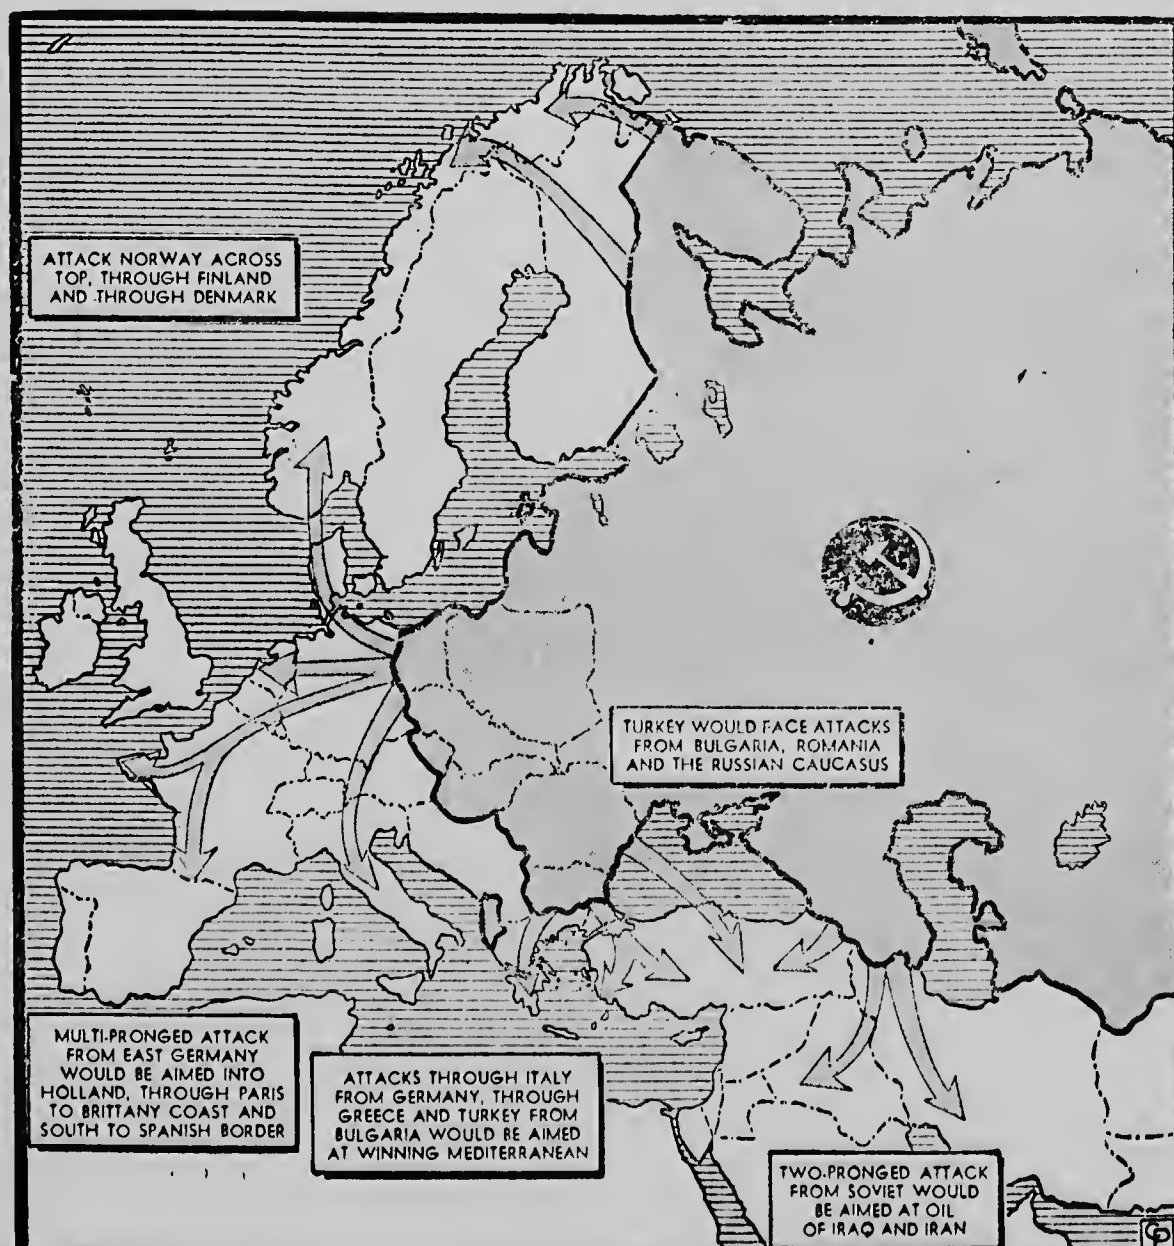 ATTACK NORWAY ACROSS
TOP, THROUGH FINLAND
AND THROUGH DENMARK
TURKEY WOULD FACE ATTACKS
FROM BULGARIA, ROMANIA
AND THE RUSSIAN CAUCASUS
MULTI-PRONGED ATTACK
FROM EAST GERMANY
WOULD BE AIMED INTO
HOLLAND, THROUGH PARIS
TO BRITTANY COAST AND
SOUTH TO SPANISH BORDER
ATTACKS THROUGH ITALY
FROM GERMANY, THROUGH
GREECE AND TURKEY FROM
BULGARIA WOULD BE AIMED
AT WINNING MEDITERRANEAN
TWO-PRONGED ATTACK
FROM SOVIET WOULD
BE AIMED AT OIL
OF IRAQ AND IRAN
CP